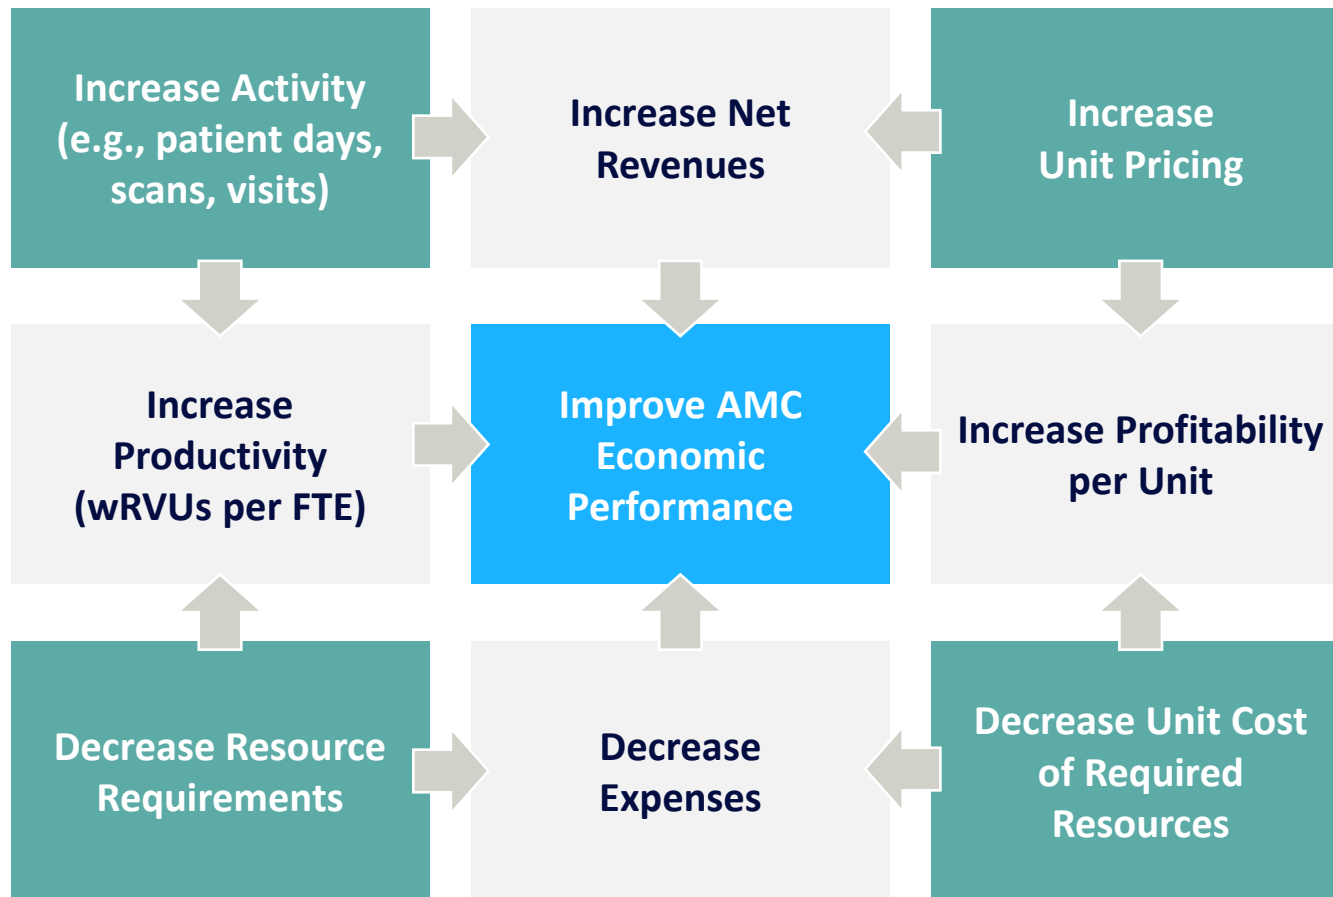 Increase Activity
(e.g., patient days,
scans, visits)
Increase Net
Revenues
Increase
Unit Pricing
Increase
Productivity
(wRVUs per FTE)
Improve AMC
Economic
Performance
Increase Profitability
per Unit
Decrease Resource
Requirements
Decrease
Expenses
Decrease Unit Cost
of Required
Resources